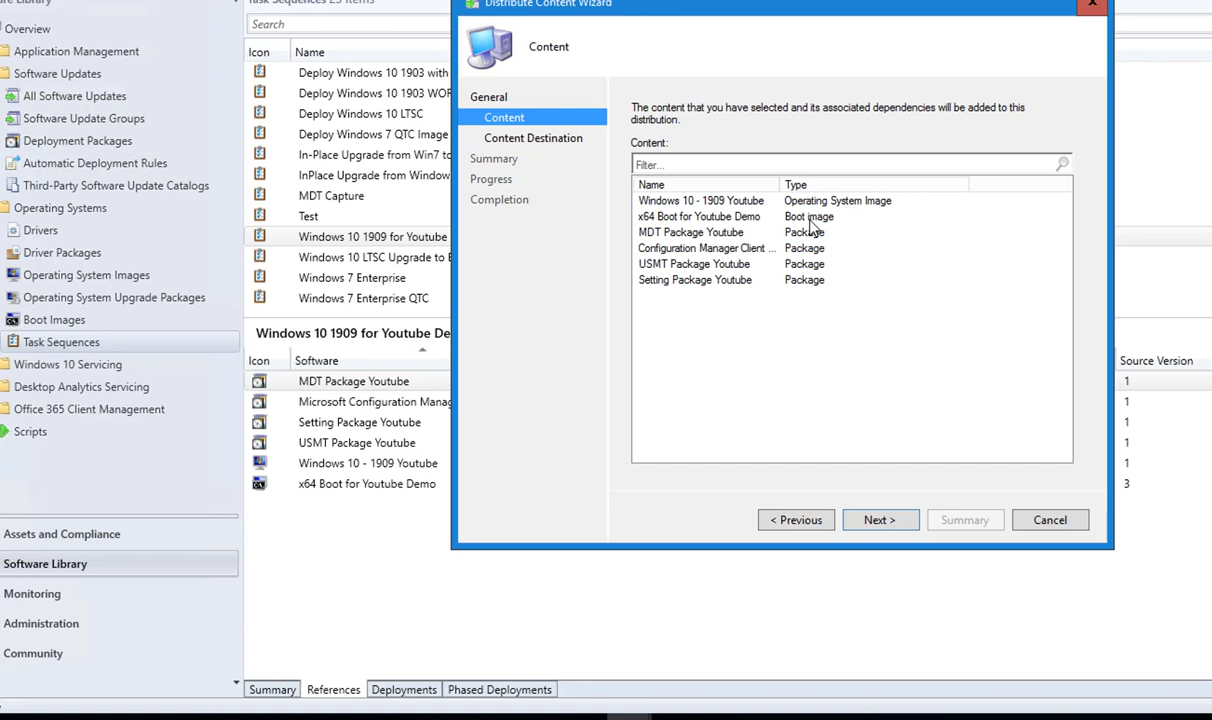 Task Sequences 23 items
Search
Icon Name
Overview
Application Management
Software Updates
All Software Updates
Software Update Groups
Deployment Packages
Automatic Deployment Rules
Third-Party Software Update Catalogs
Operating Systems
Drivers
Driver Packages
Operating System Images
Operating System Upgrade Packages
Boot Images
Task Sequences
Windows 10 Servicing
Desktop Analytics Servicing
Office 365 Client Management
Scripts
Assets and Compliance
Software Library
Monitoring
Administration
Community
Deploy Windows 10 1903 with
Deploy Windows 10 1903 WOR
Deploy Windows 10 LTSC
Deploy Windows 7 QTC Image
In-Place Upgrade from Win7 to
InPlace Upgrade from Window
MDT Capture
Test
Windows 10 1909 for Youtube
Windows 10 LTSC Upgrade to
Windows 7 Enterprise
Windows 7 Enterprise QTC
Windows 10 1909 for Youtube De
Icon Software
Source Version
MDT Package Youtube
1
Microsoft Configuration Manag
1
Setting Package Youtube
1
USMT Package Youtube
1
Windows 10 - 1909 Youtube
1
x64 Boot for Youtube Demo
3
Summary References Deployments Phased Deployments
Distribute Content Wizard
Content
General
Content
Content Destination
Summary
Progress
Completion
The content that you have selected and its associated dependencies will be added to this
distribution.
Content:
Filter...
Name Type
Windows 10 - 1909 Youtube Operating System Image
x64 Boot for Youtube Demo Boot image
MDT Package Youtube Package
Configuration Manager Client ... Package
USMT Package Youtube Package
Setting Package Youtube Package
< Previous Next > Summary Cancel